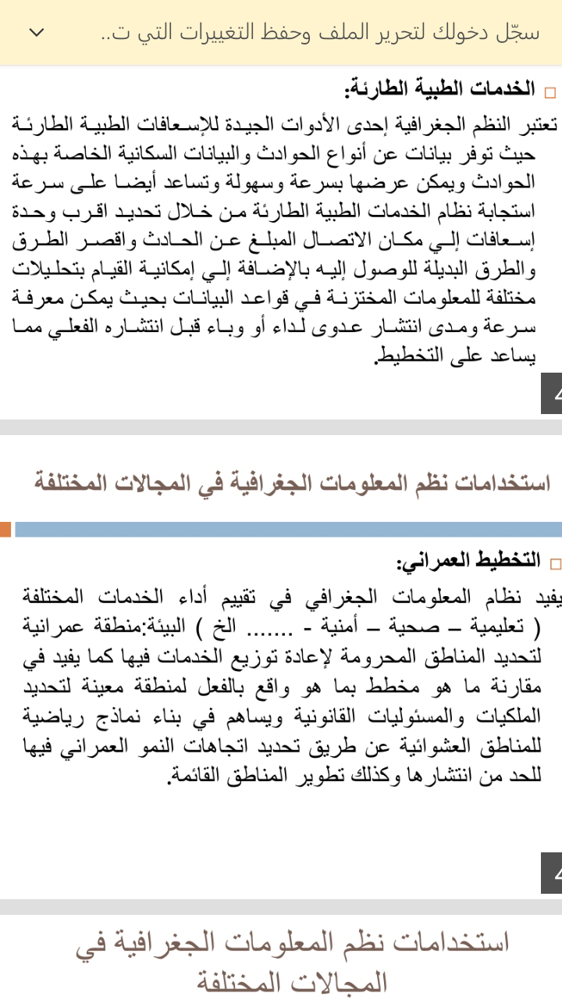 سجّل دخولك لتحرير الملف وحفظ التغييرات التي ت..
الخدمات الطبية الطارئة:
تعتبر النظم الجغرافية إحدى الأدوات الجيدة للإسعافات الطبية الطارئة
حيث توفر بيانات عن أنواع الحوادث والبيانات السكانية الخاصة بهذه
الحوادث ويمكن عرضها بسرعة وسهولة وتساعد أيضا على سرعة
استجابة نظام الخدمات الطبية الطارئة من خلال تحديد اقرب وحدة
إسعافات إلي مكان الاتصال المبلغ عن الحادث واقصر الطرق
والطرق البديلة للوصول إليه بالإضافة إلي إمكانية القيام بتحليلات
مختلفة للمعلومات المختزنة في قواعد البيانات بحيث يمكن معرفة
سرعة ومدى انتشار عدوى لداء أو وباء قبل انتشاره الفعلي مما
يساعد على التخطيط.
استخدامات نظم المعلومات الجغرافية في المجالات المختلفة
التخطيط العمراني:
يفيد نظام المعلومات الجغرافي في تقييم أداء الخدمات المختلفة
( تعليمية – صحية – أمنية - ....... الخ ) البيئة:منطقة عمرانية
لتحديد المناطق المحرومة لإعادة توزيع الخدمات فيها كما يفيد في
مقارنة ما هو مخطط بما هو واقع بالفعل لمنطقة معينة لتحديد
الملكيات والمسئوليات القانونية ويساهم في بناء نماذج رياضية
للمناطق العشوائية عن طريق تحديد اتجاهات النمو العمراني فيها
للحد من انتشارها وكذلك تطوير المناطق القائمة.
استخدامات نظم المعلومات الجغرافية في
المجالات المختلفة